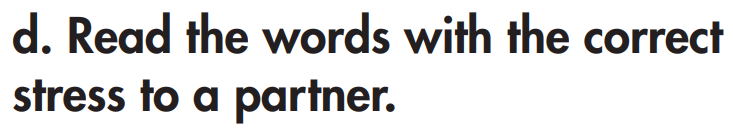 d. Read the words with the correct
stress to a partner.